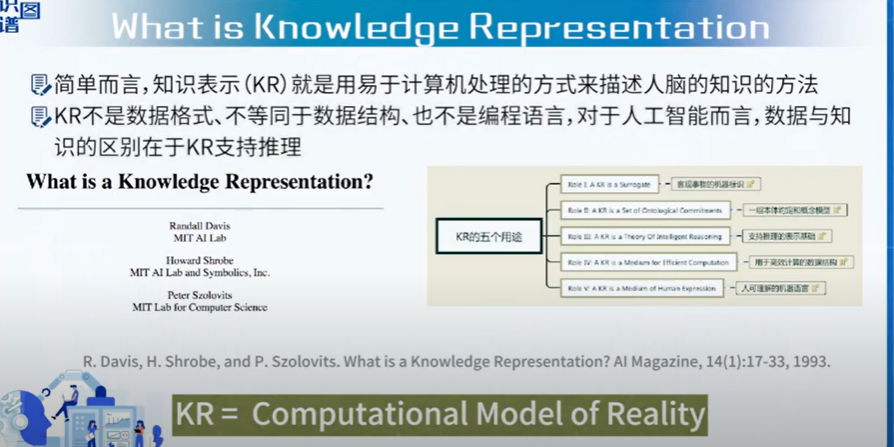 识图
谱
What is Knowledge Representation
简单而言，知识表示（KR）就是用易于计算机处理的方式来描述人脑的知识的方法
KR不是数据格式、不等同于数据结构、也不是编程语言，对于人工智能而言，数据与知
识的区别在于KR支持推理
What is a Knowledge Representation?
Randall Davis
MIT AI Lab
Howard Shrobe
MIT AI Lab and Symbolics, Inc.
Peter Szolovits
MIT Lab for Computer Science
KR的五个用途
Role I: A KR is a Surrogate
客观事物的机器标识
Role II: A KR is a Set of Ontological Commitments
一组本体约定和概念模型
Role III: A KR is a Theory Of Intelligent Reasoning
支持推理的表示基础
Role IV: A KR is a Medium for Efficient Computation
用于高效计算的数据结构
Role V: A KR is a Medium of Human Expression
人可理解的机器语言
R. Davis, H. Shrobe, and P. Szolovits. What is a Knowledge Representation? AI Magazine, 14(1):17-33, 1993.
KR = Computational Model of Reality